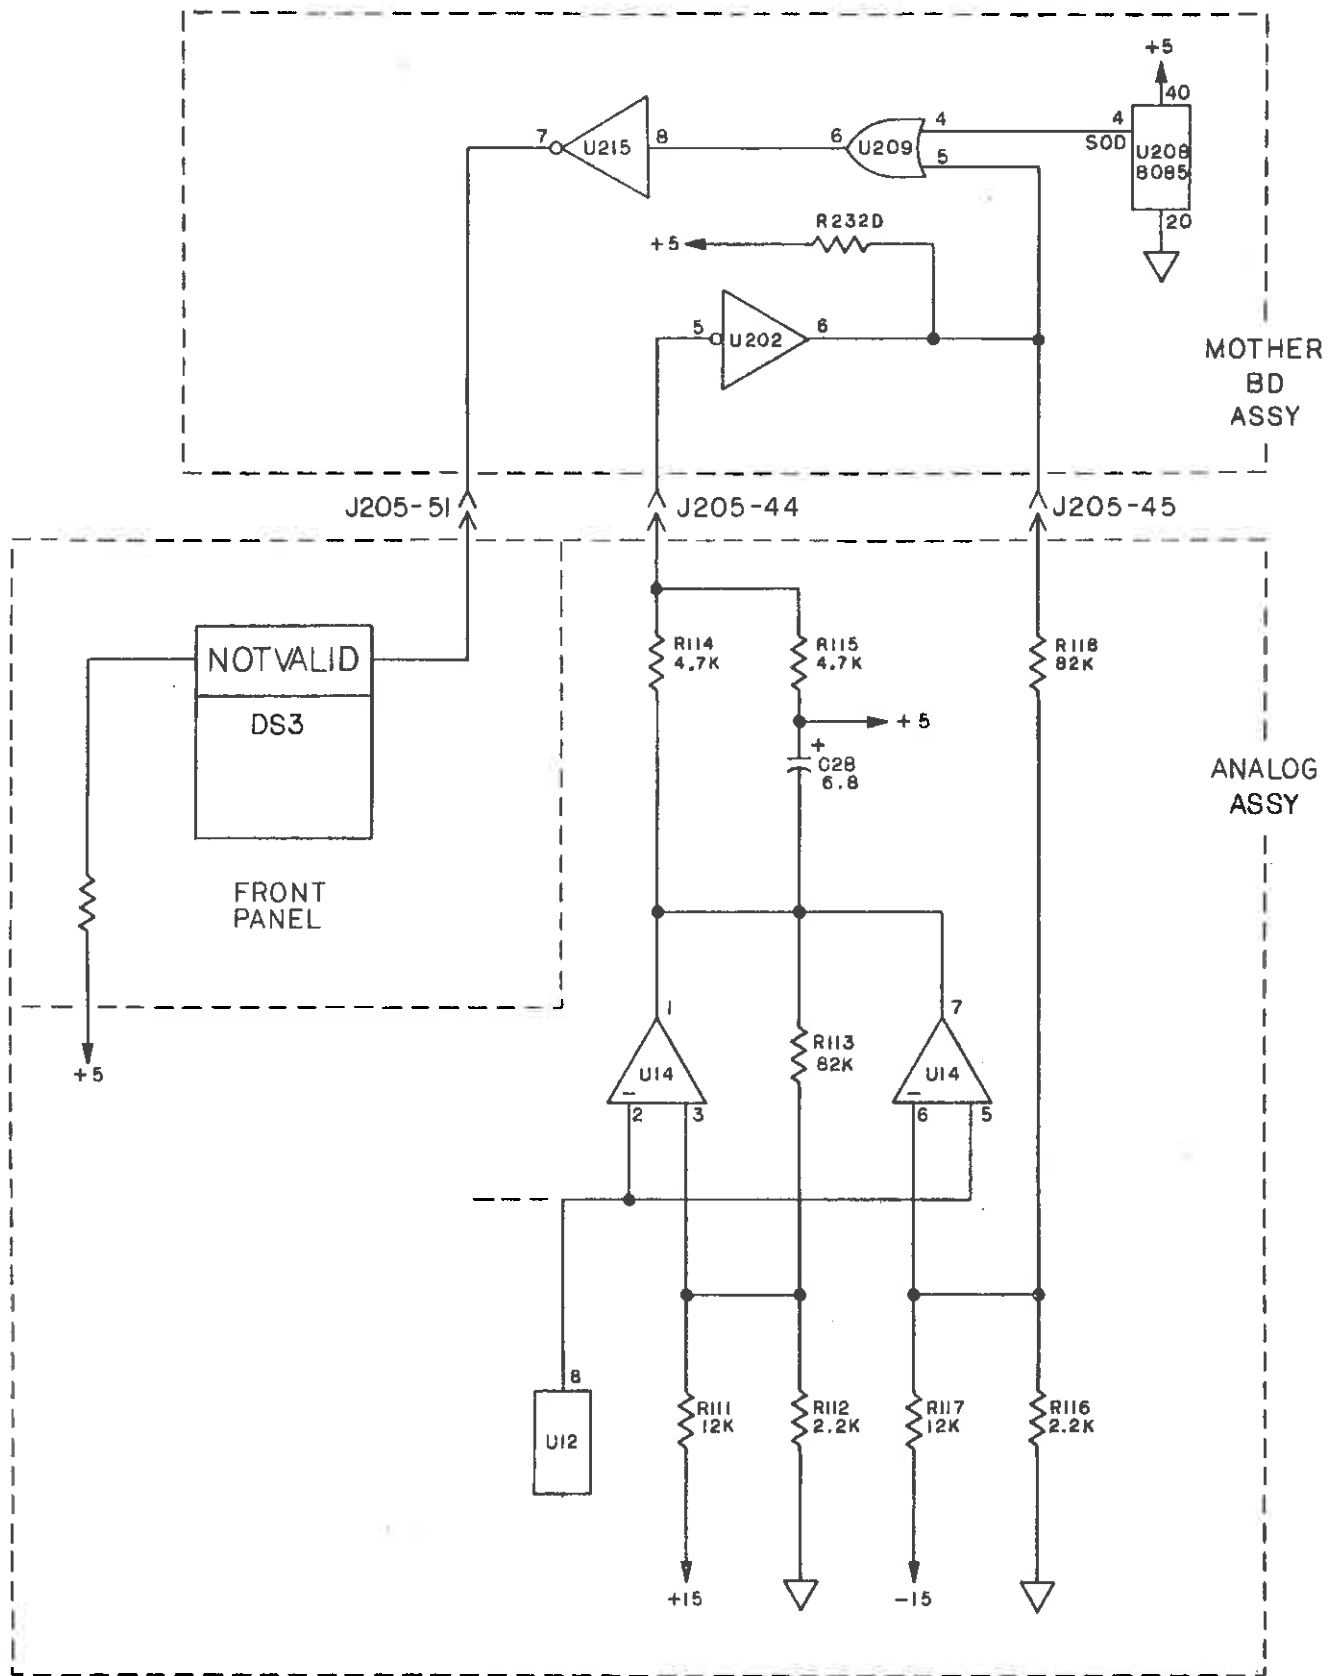 +5
40
4
SOD
U208
8085
20
4
5
6
U209
8
U215
7
R232D
+5
5
U202
6
MOTHER
BD
ASSY
J205-51
J205-44
J205-45
NOT VALID
DS3
FRONT
PANEL
+5
R114
4.7K
R115
4.7K
R118
82K
+5
+
C28
6.8
ANALOG
ASSY
1
7
U14
−
2
3
R113
82K
U14
−
6
5
8
U12
R111
12K
R112
2.2K
R117
12K
R116
2.2K
+15
-15